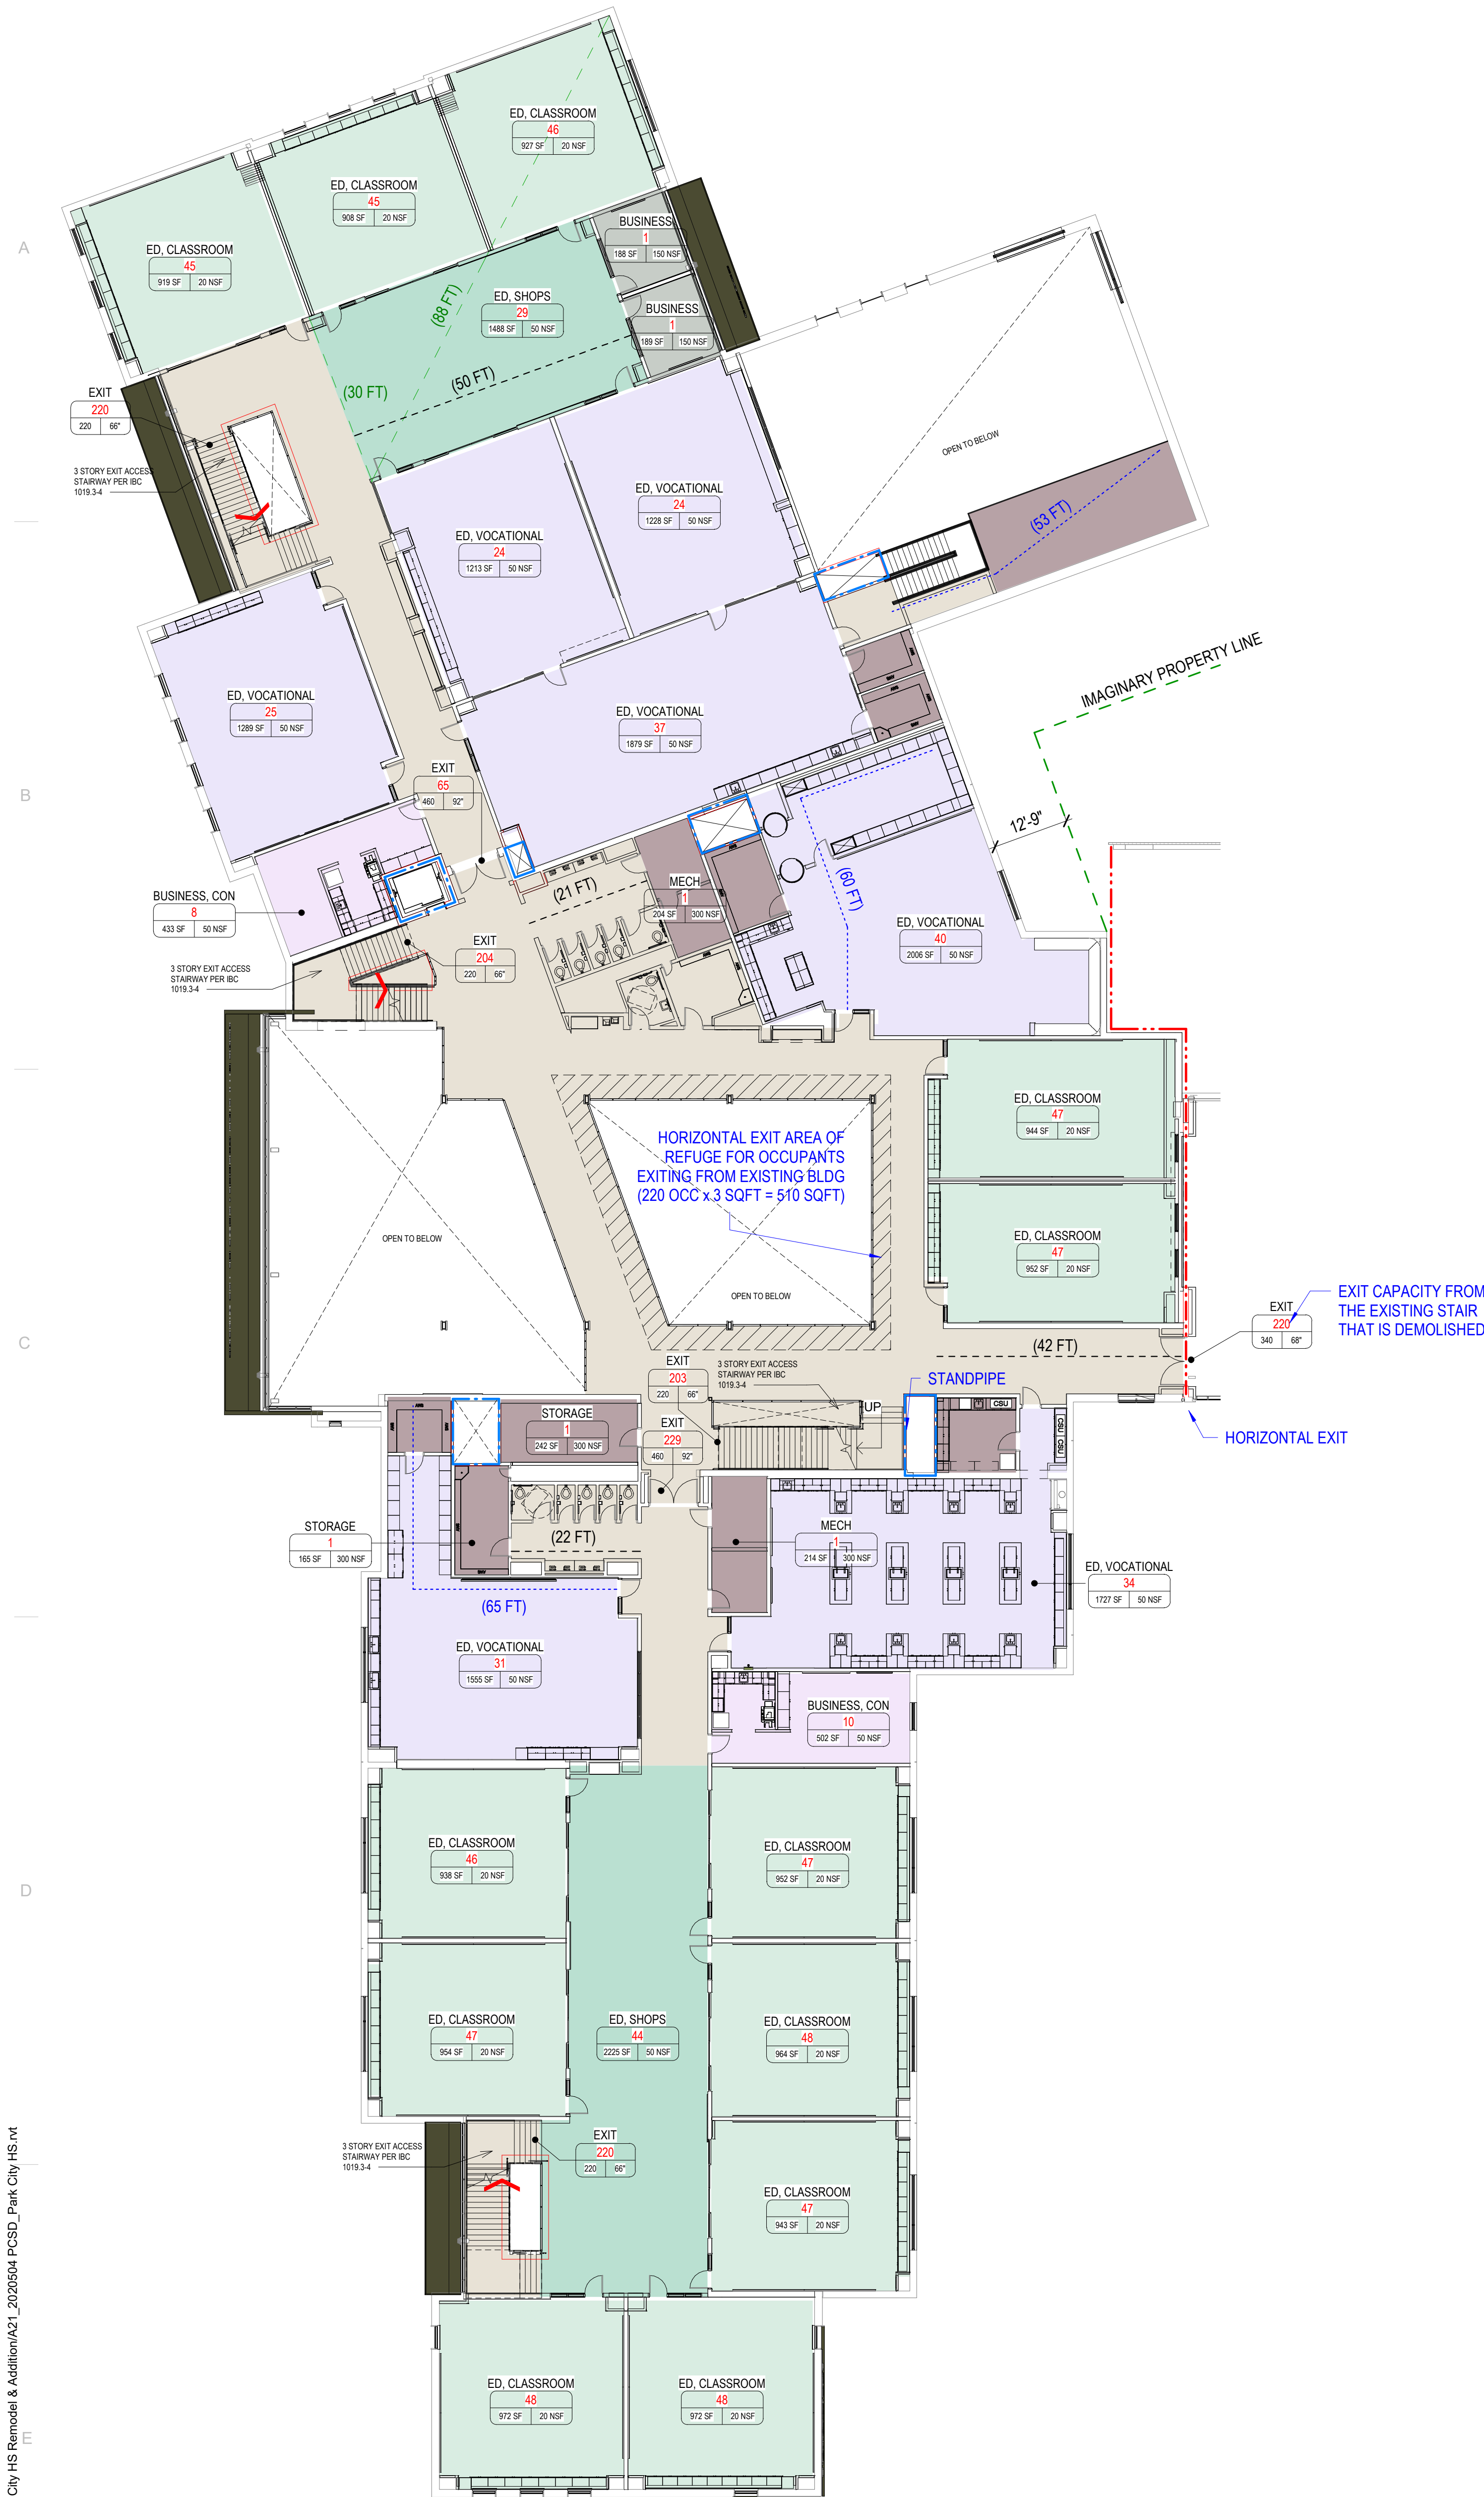 ED, CLASSROOM
46
927 SF 20 NSF
ED, CLASSROOM
45
908 SF 20 NSF
A
ED, CLASSROOM
45
919 SF 20 NSF
BUSINESS
1
188 SF 150 NSF
ED, SHOPS
29
1488 SF 50 NSF
BUSINESS
1
189 SF 150 NSF
(88 FT)
(50 FT)
(30 FT)
EXIT
220
220 66"
3 STORY EXIT ACCESS
STAIRWAY PER IBC
1019.3-4
OPEN TO BELOW
(53 FT)
ED, VOCATIONAL
24
1228 SF 50 NSF
ED, VOCATIONAL
24
1213 SF 50 NSF
IMAGINARY PROPERTY LINE
ED, VOCATIONAL
25
1289 SF 50 NSF
ED, VOCATIONAL
37
1879 SF 50 NSF
B
EXIT
65
460 92"
12'-9"
BUSINESS, CON
8
433 SF 50 NSF
(21 FT)
MECH
1
204 SF 300 NSF
(60 FT)
ED, VOCATIONAL
40
2006 SF 50 NSF
EXIT
204
220 66"
3 STORY EXIT ACCESS
STAIRWAY PER IBC
1019.3-4
ED, CLASSROOM
47
944 SF 20 NSF
HORIZONTAL EXIT AREA OF
REFUGE FOR OCCUPANTS
EXITING FROM EXISTING BLDG
(220 OCC x 3 SQFT = 510 SQFT)
OPEN TO BELOW
ED, CLASSROOM
47
952 SF 20 NSF
OPEN TO BELOW
C
EXIT
220
340 68"
EXIT CAPACITY FROM
THE EXISTING STAIR
THAT IS DEMOLISHED
(42 FT)
EXIT
203
220 66"
3 STORY EXIT ACCESS
STAIRWAY PER IBC
1019.3-4
STANDPIPE
UP
CSU
CSU
CSU
STORAGE
1
242 SF 300 NSF
EXIT
229
460 92"
HORIZONTAL EXIT
STORAGE
1
165 SF 300 NSF
(22 FT)
MECH
1
214 SF 300 NSF
ED, VOCATIONAL
34
1727 SF 50 NSF
(65 FT)
ED, VOCATIONAL
31
1555 SF 50 NSF
BUSINESS, CON
10
502 SF 50 NSF
ED, CLASSROOM
46
938 SF 20 NSF
ED, CLASSROOM
47
952 SF 20 NSF
D
ED, CLASSROOM
47
954 SF 20 NSF
ED, SHOPS
44
2225 SF 50 NSF
ED, CLASSROOM
48
964 SF 20 NSF
3 STORY EXIT ACCESS
STAIRWAY PER IBC
1019.3-4
EXIT
220
220 66"
ED, CLASSROOM
47
943 SF 20 NSF
ED, CLASSROOM
48
972 SF 20 NSF
ED, CLASSROOM
48
972 SF 20 NSF
E
City HS Remodel & Addition/A21_2020504 PCSD_Park City HS.rvt